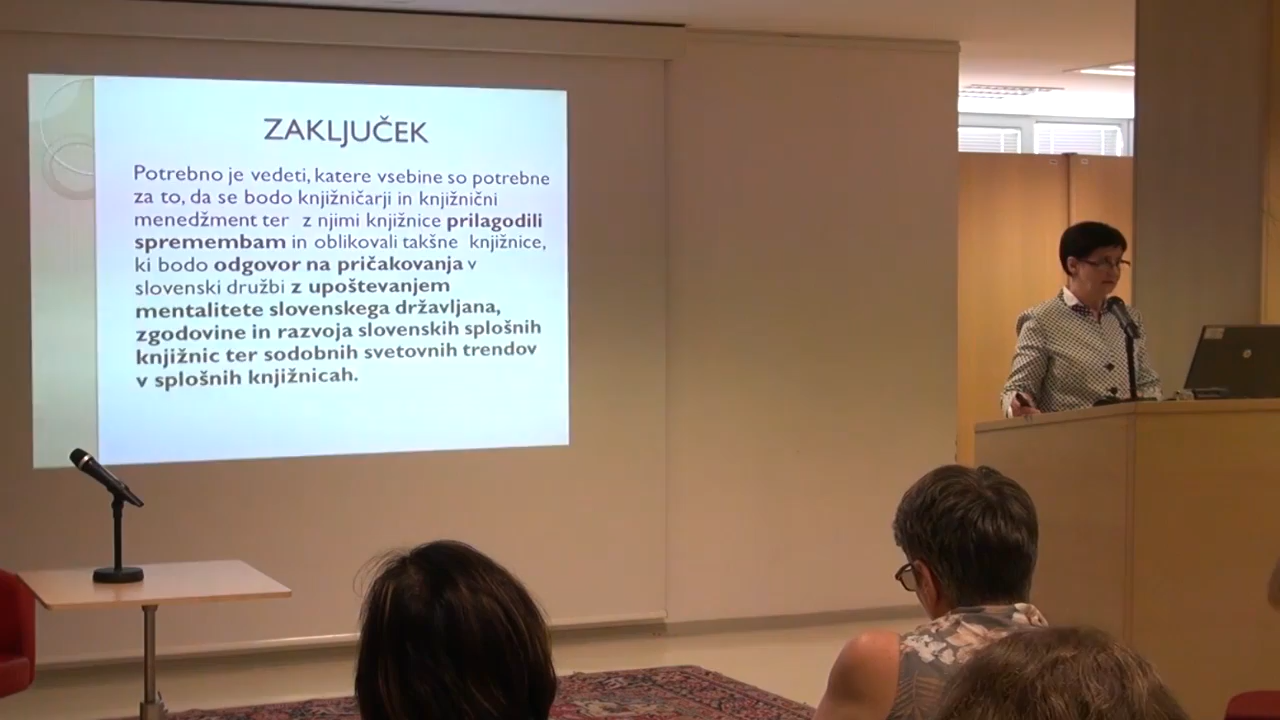 ZAKLJUČEK
Potrebno je vedeti, katere vsebine so potrebne
za to, da se bodo knjižničarji in knjižnični
menedžment ter z njimi knjižnice prilagodili
spremembam in oblikovali takšne knjižnice,
ki bodo odgovor na pričakovanja v
slovenski družbi z upoštevanjem
mentalitete slovenskega državljana,
zgodovine in razvoja slovenskih splošnih
knjižnic ter sodobnih svetovnih trendov
v splošnih knjižnicah.